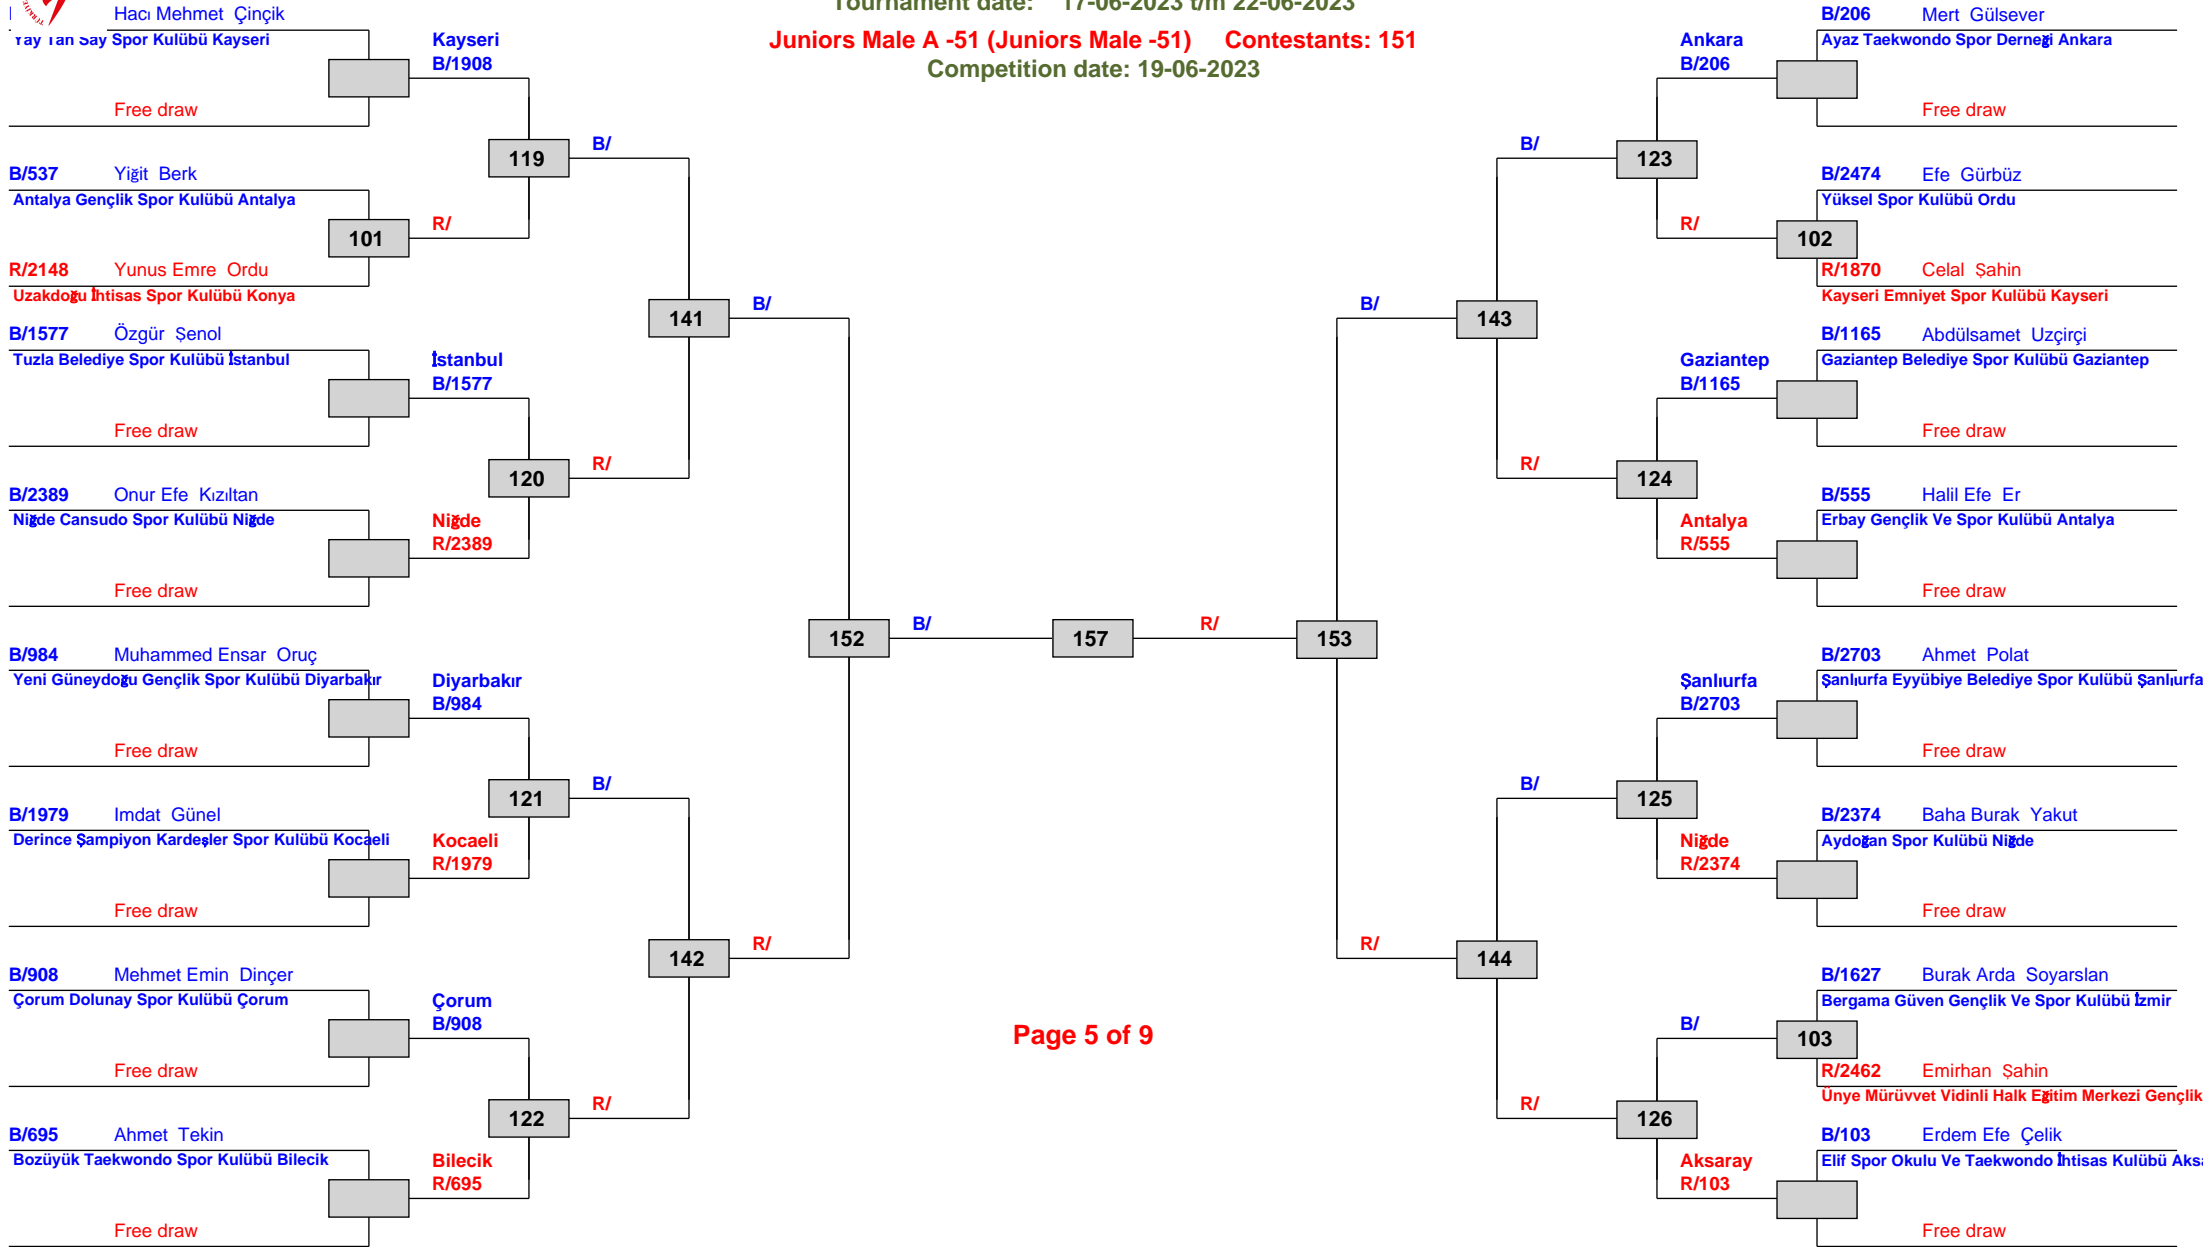 Tournament date: 17-06-2023 t/m 22-06-2023
Juniors Male A -51 (Juniors Male -51) Contestants: 151
Competition date: 19-06-2023
Hacı Mehmet Çinçik
Yay Tan Say Spor Kulübü Kayseri
Free draw
B/537 Yiğit Berk
Antalya Gençlik Spor Kulübü Antalya
101
R/2148 Yunus Emre Ordu
Uzakdoğu İhtisas Spor Kulübü Konya
B/1577 Özgür Şenol
Tuzla Belediye Spor Kulübü İstanbul
Free draw
B/2389 Onur Efe Kızıltan
Niğde Cansudo Spor Kulübü Niğde
Free draw
B/984 Muhammed Ensar Oruç
Yeni Güneydoğu Gençlik Spor Kulübü Diyarbakır
Free draw
B/1979 Imdat Günel
Derince Şampiyon Kardeşler Spor Kulübü Kocaeli
Free draw
B/908 Mehmet Emin Dinçer
Çorum Dolunay Spor Kulübü Çorum
Free draw
B/695 Ahmet Tekin
Bozüyük Taekwondo Spor Kulübü Bilecik
Free draw
Kayseri
B/1908
119
R/
İstanbul
B/1577
120
Niğde
R/2389
Diyarbakır
B/984
121
Kocaeli
R/1979
Çorum
B/908
122
Bilecik
R/695
B/
141
R/
B/
142
R/
B/
152
R/
B/
157
R/
153
B/
R/
B/
143
R/
B/
144
R/
Ankara
B/206
123
R/
Gaziantep
B/1165
124
Antalya
R/555
Şanlıurfa
B/2703
125
Niğde
R/2374
B/
126
Aksaray
R/103
B/206 Mert Gülsever
Ayaz Taekwondo Spor Derneği Ankara
Free draw
B/2474 Efe Gürbüz
Yüksel Spor Kulübü Ordu
102
R/1870 Celal Şahin
Kayseri Emniyet Spor Kulübü Kayseri
B/1165 Abdülsamet Uzçirçi
Gaziantep Belediye Spor Kulübü Gaziantep
Free draw
B/555 Halil Efe Er
Erbay Gençlik Ve Spor Kulübü Antalya
Free draw
B/2703 Ahmet Polat
Şanlıurfa Eyyübiye Belediye Spor Kulübü Şanlıurfa
Free draw
B/2374 Baha Burak Yakut
Aydoğan Spor Kulübü Niğde
Free draw
B/1627 Burak Arda Soyarslan
Bergama Güven Gençlik Ve Spor Kulübü İzmir
103
R/2462 Emirhan Şahin
Ünye Mürüvvet Vidinli Halk Eğitim Merkezi Gençlik
B/103 Erdem Efe Çelik
Elif Spor Okulu Ve Taekwondo İhtisas Kulübü Aksa
Free draw
Page 5 of 9